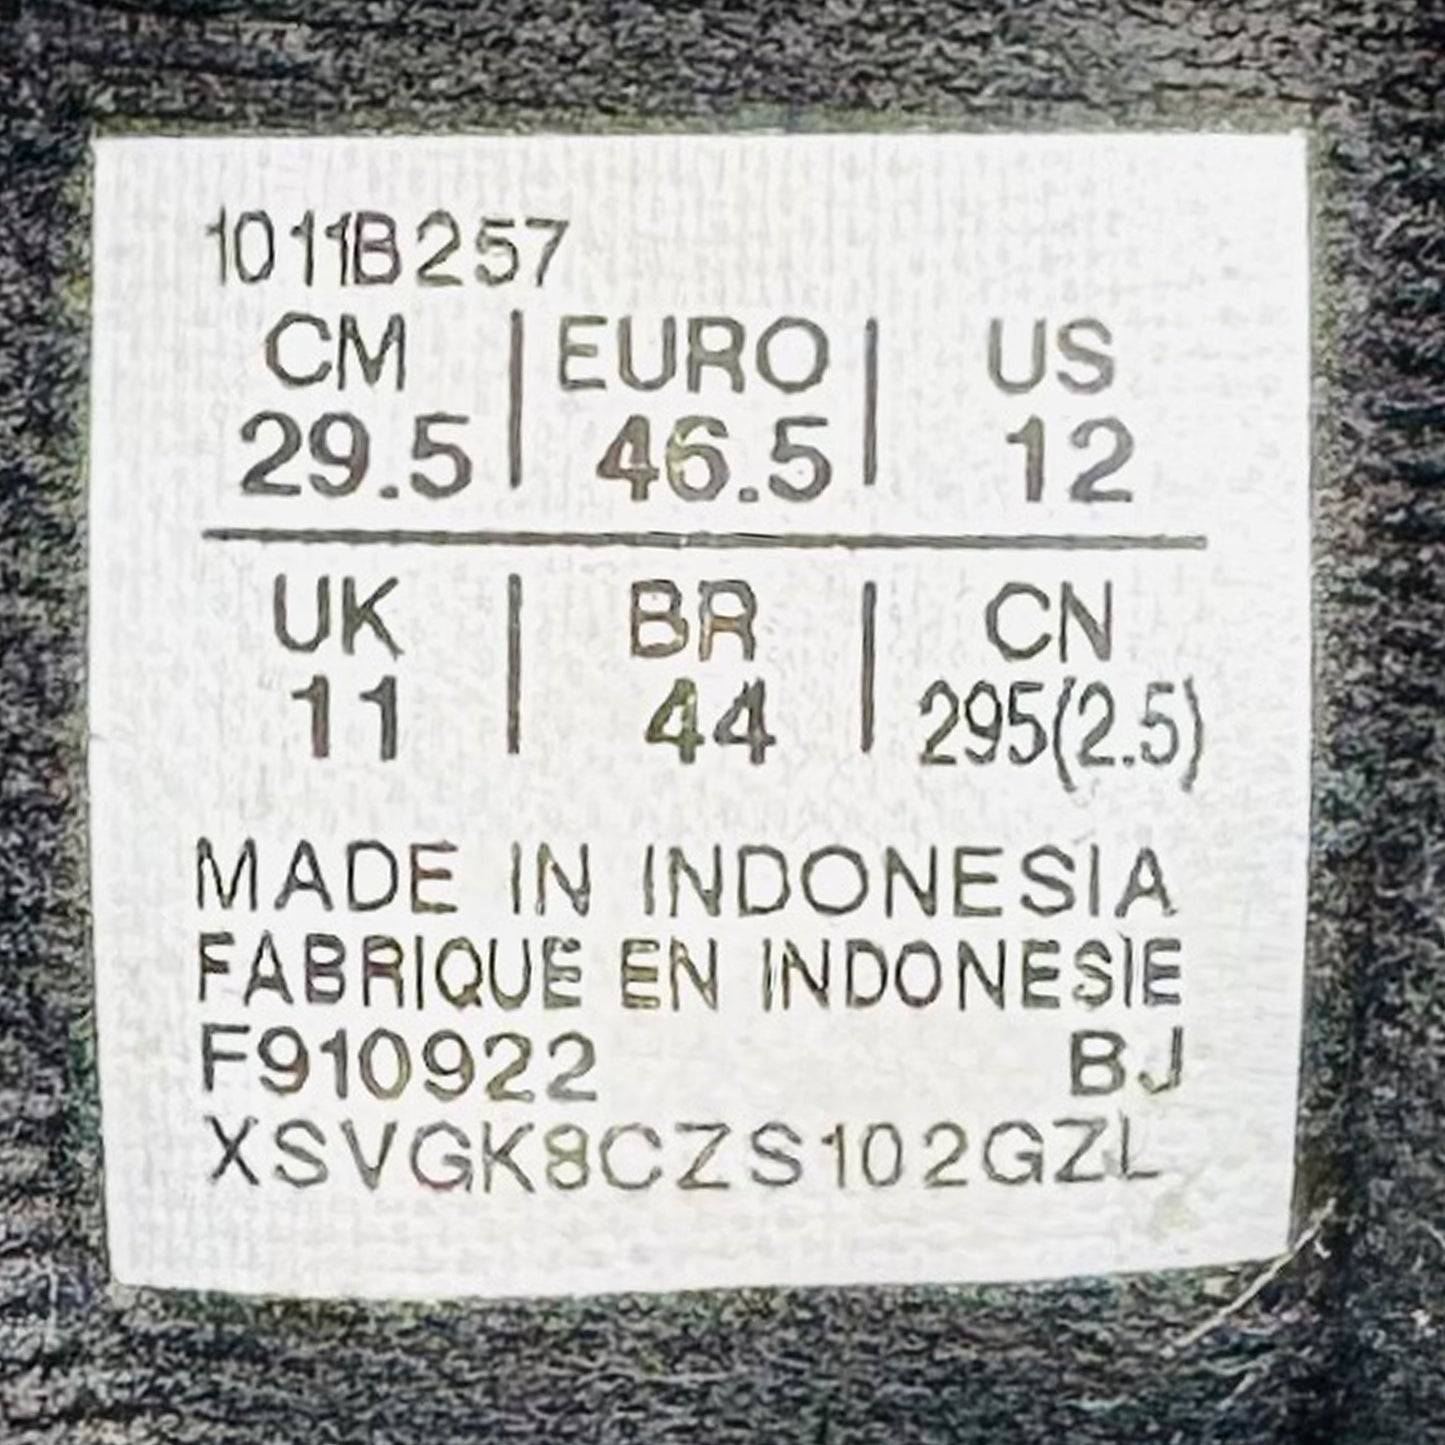 1011B257
CM | EURO | US
29.5 | 46.5 | 12
UK | BR | CN
11 | 44 | 295(2.5)
MADE IN INDONESIA
FABRIQUE EN INDONESIE
F910922 BJ
XSVGK8CZS102GZL